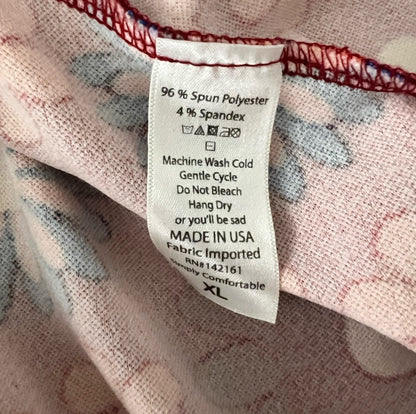 96 % Spun Polyester
4 % Spandex
Machine Wash Cold
Gentle Cycle
Do Not Bleach
Hang Dry
or you'll be sad
MADE IN USA
Fabric Imported
RN#142161
Simply Comfortable
XL